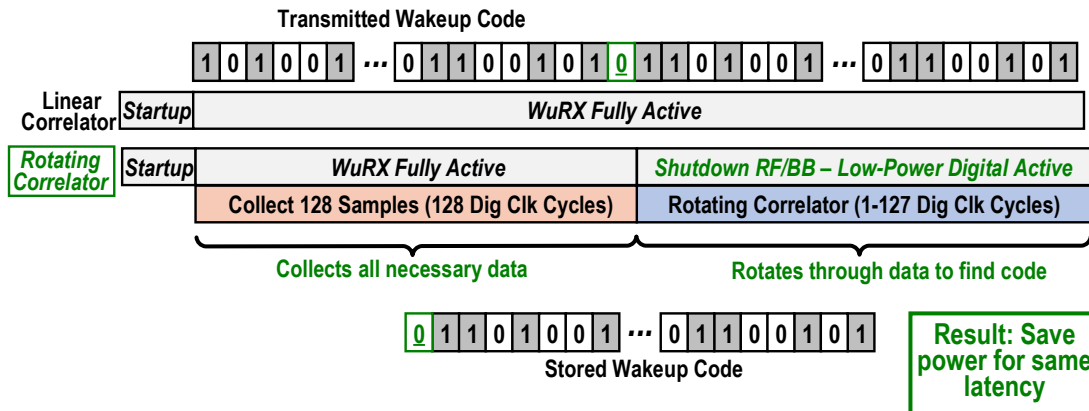 Transmitted Wakeup Code
1 0 1 0 0 1 ... 0 1 1 0 0 1 0 1 0 1 1 0 1 0 0 1 ... 0 1 1 0 0 1 0 1
Linear
Correlator
Startup
WuRX Fully Active
Rotating
Correlator
Startup
WuRX Fully Active
Shutdown RF/BB – Low-Power Digital Active
Collect 128 Samples (128 Dig Clk Cycles)
Rotating Correlator (1-127 Dig Clk Cycles)
Collects all necessary data
Rotates through data to find code
0 1 1 0 1 0 0 1 ... 0 1 1 0 0 1 0 1
Stored Wakeup Code
Result: Save
power for same
latency